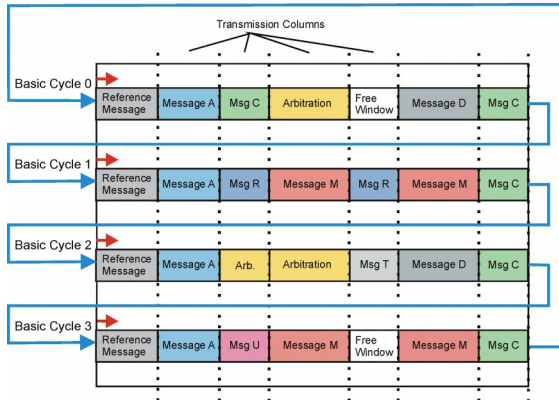 Transmission Columns
Basic Cycle 0
Reference
Message
Message A
Msg C
Arbitration
Free
Window
Message D
Msg C
Basic Cycle 1
Reference
Message
Message A
Msg R
Message M
Msg R
Message M
Msg C
Basic Cycle 2
Reference
Message
Message A
Arb.
Arbitration
Msg T
Message D
Msg C
Basic Cycle 3
Reference
Message
Message A
Msg U
Message M
Free
Window
Message M
Msg C